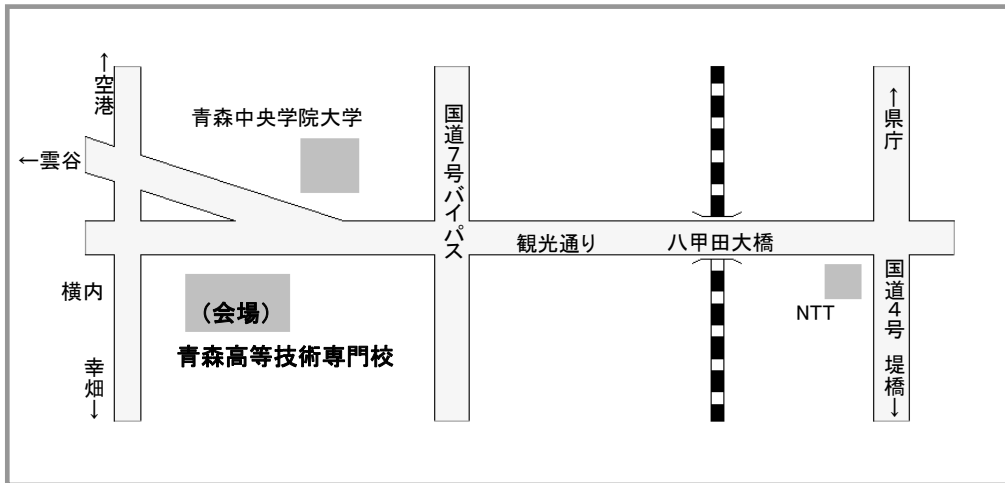 ↑空港
←雲谷
青森中央学院大学
国道7号バイパス
↑県庁
観光通り
八甲田大橋
横内
(会場)
青森高等技術専門校
幸畑↓
NTT
国道4号
堤橋↓